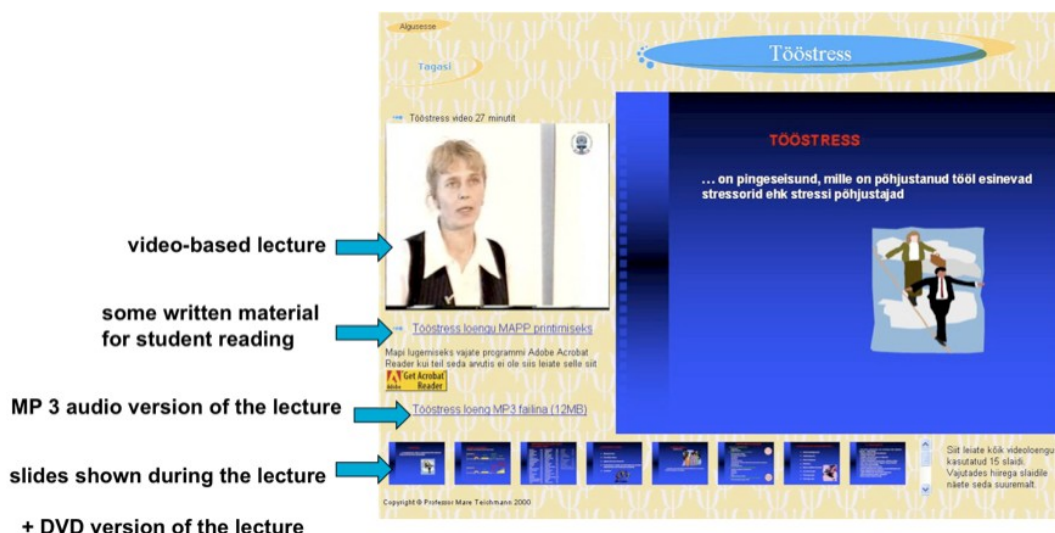 Algusesse
Tagasi
Tööstress
Tööstress video 27 minutit
TÖÖSTRESS
... on pingeseisund, mille on põhjustanud tööl esinevad
stressorid ehk stressi põhjustajad
video-based lecture
some written material
for student reading
Tööstress loengu MAPP printimiseks
Mapi lugemiseks vajate programmi Adobe Acrobat
Reader kui teil seda arvutis ei ole siis leiate selle siit
Get Acrobat
Adobe Reader
MP 3 audio version of the lecture
Tööstress loeng MP3 failina (12MB)
slides shown during the lecture
Siit leiate kõik videoloengu
kasutatud 15 slaidi.
Vajutades hiirega slaidile
näete seda suuremalt.
Copyright © Professor Mare Teichmann 2000
+ DVD version of the lecture